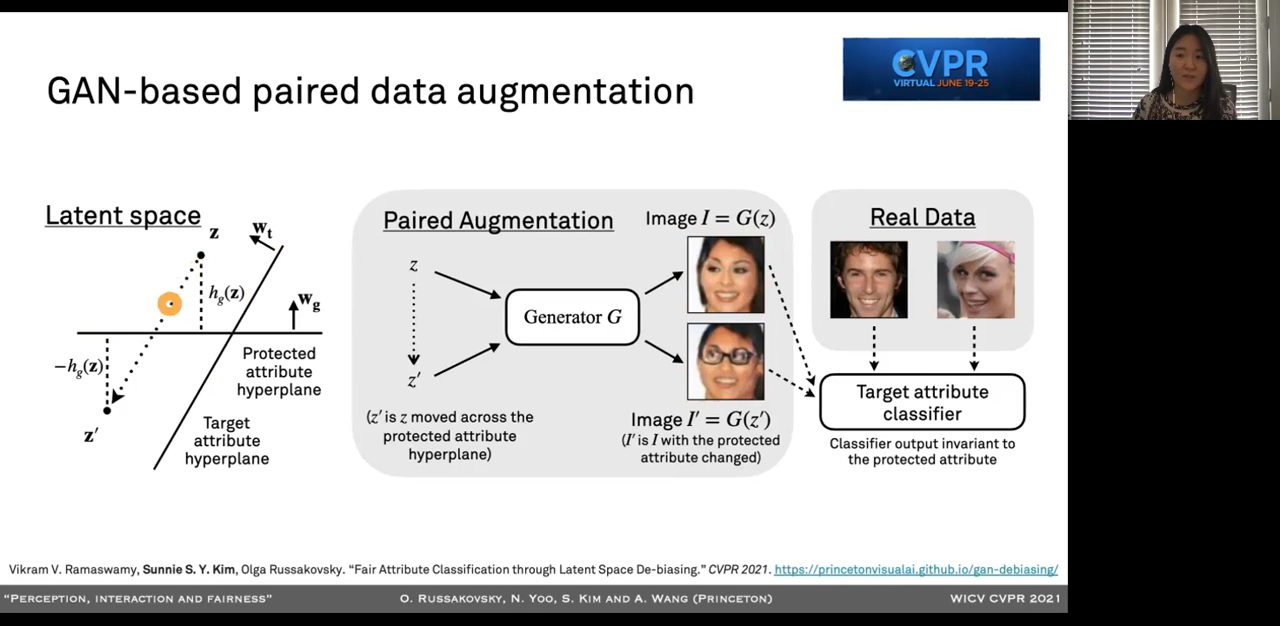 GAN-based paired data augmentation
CVPR
VIRTUAL JUNE 19-25
Latent space
z
wt
hg(z)
wg
−hg(z)
z′
Protected
attribute
hyperplane
Target
attribute
hyperplane
Paired Augmentation
z
z′
(z′ is z moved across the
protected attribute
hyperplane)
Generator G
Image I = G(z)
Image I′ = G(z′)
(I′ is I with the protected
attribute changed)
Real Data
Target attribute
classifier
Classifier output invariant to
the protected attribute
Vikram V. Ramaswamy, Sunnie S. Y. Kim, Olga Russakovsky. “Fair Attribute Classification through Latent Space De-biasing.” CVPR 2021. https://princetonvisualai.github.io/gan-debiasing/
“PERCEPTION, INTERACTION AND FAIRNESS” O. RUSSAKOVSKY, N. YOO, S. KIM AND A. WANG (PRINCETON) WICV CVPR 2021